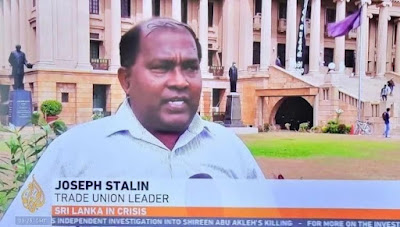 JOSEPH STALIN
TRADE UNION LEADER
SRI LANKA IN CRISIS
S INDEPENDENT INVESTIGATION INTO SHIREEN ABU AKLEH'S KILLING - FOR MORE ON THE INVEST